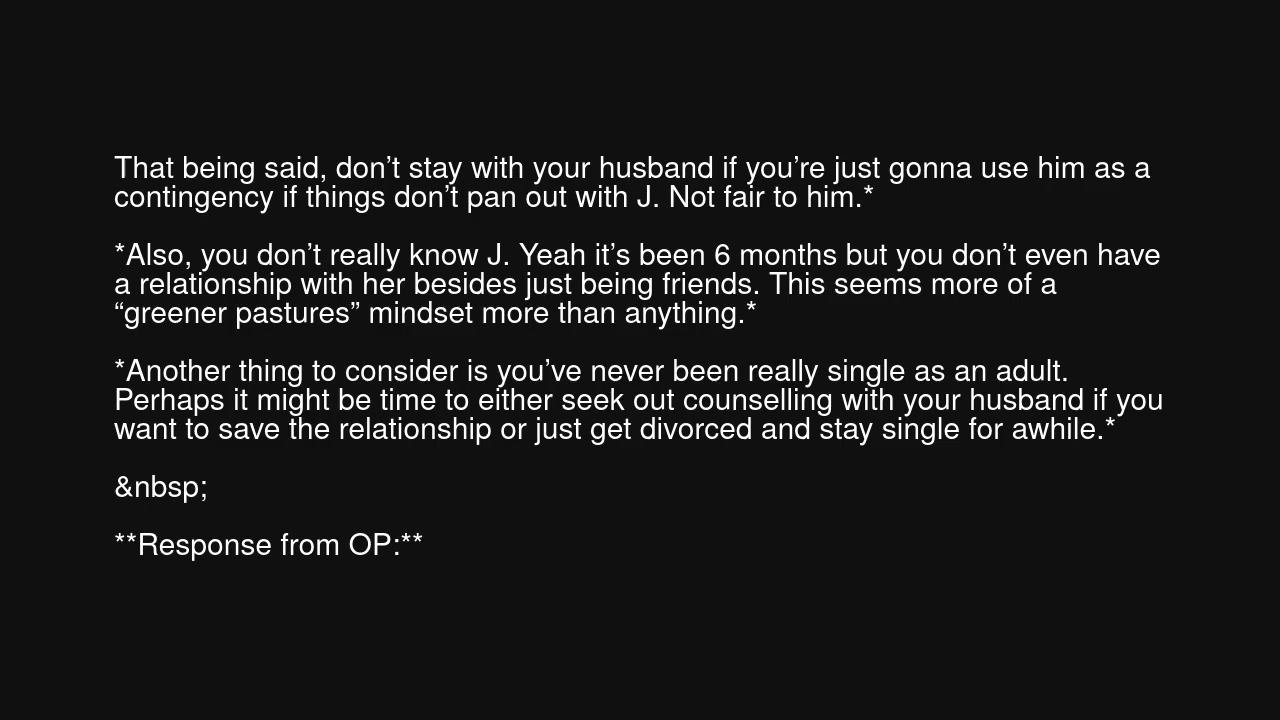 That being said, don’t stay with your husband if you’re just gonna use him as a
contingency if things don’t pan out with J. Not fair to him.*
*Also, you don’t really know J. Yeah it’s been 6 months but you don’t even have
a relationship with her besides just being friends. This seems more of a
“greener pastures” mindset more than anything.*
*Another thing to consider is you’ve never been really single as an adult.
Perhaps it might be time to either seek out counselling with your husband if you
want to save the relationship or just get divorced and stay single for awhile.*
&nbsp;
**Response from OP:**